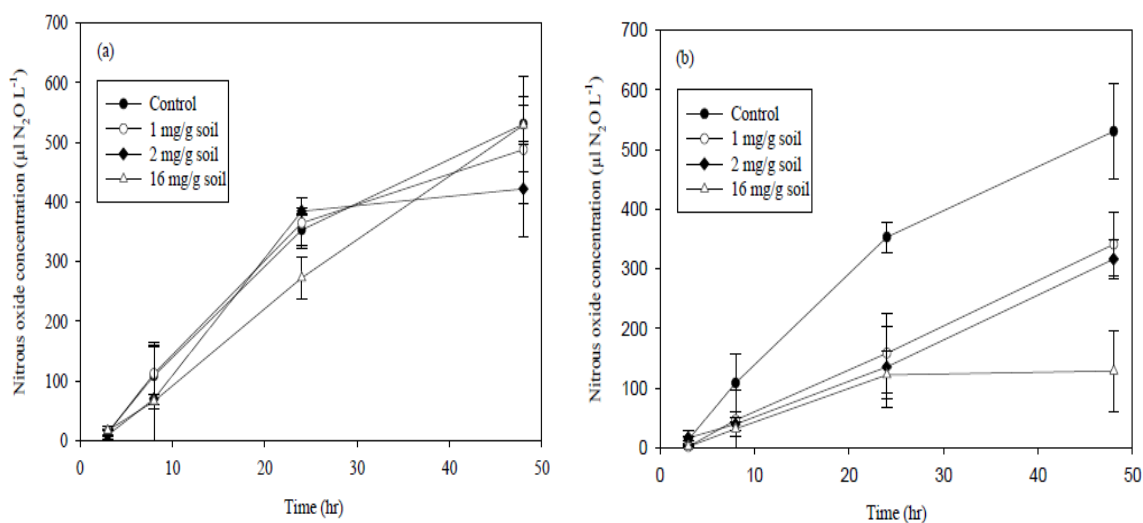 700
600
500
400
300
200
100
0
(a)
Control
1 mg/g soil
2 mg/g soil
16 mg/g soil
Nitrous oxide concentration (µl N₂O L⁻¹)
0 10 20 30 40 50
Time (hr)
700
600
500
400
300
200
100
0
(b)
Control
1 mg/g soil
2 mg/g soil
16 mg/g soil
Nitrous oxide concentration (µl N₂O L⁻¹)
0 10 20 30 40 50
Time (hr)